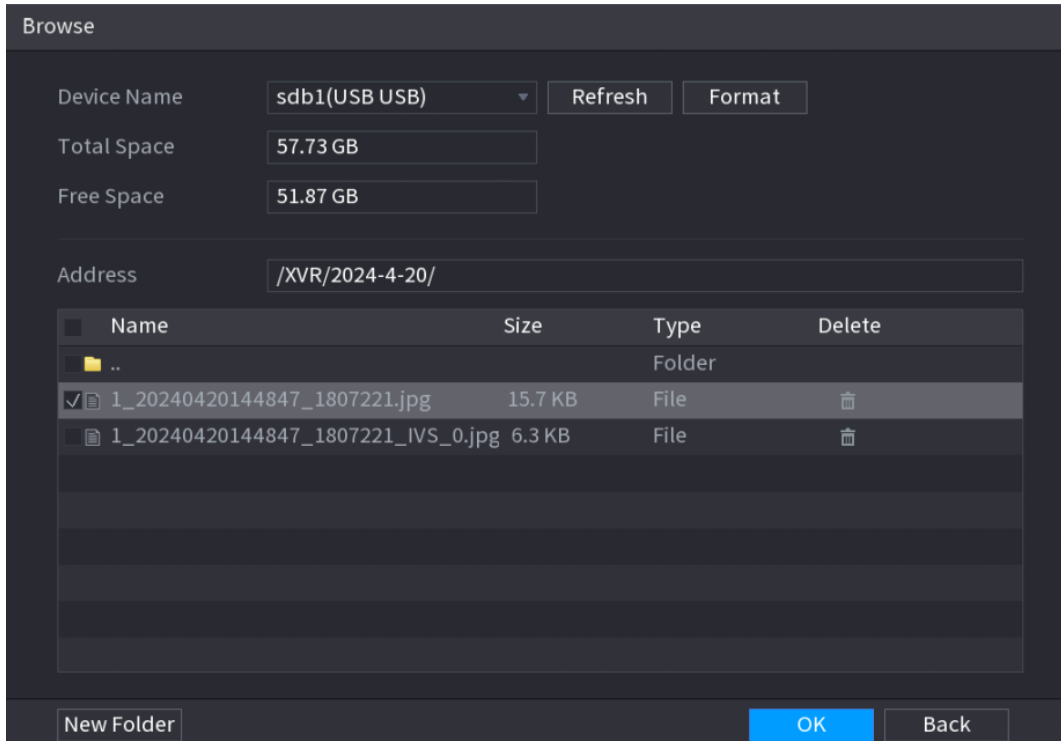 Browse
Device Name sdb1(USB USB) Refresh Format
Total Space 57.73 GB
Free Space 51.87 GB
Address /XVR/2024-4-20/
Name Size Type Delete
.. Folder
1_20240420144847_1807221.jpg 15.7 KB File
1_20240420144847_1807221_IVS_0.jpg 6.3 KB File
New Folder OK Back